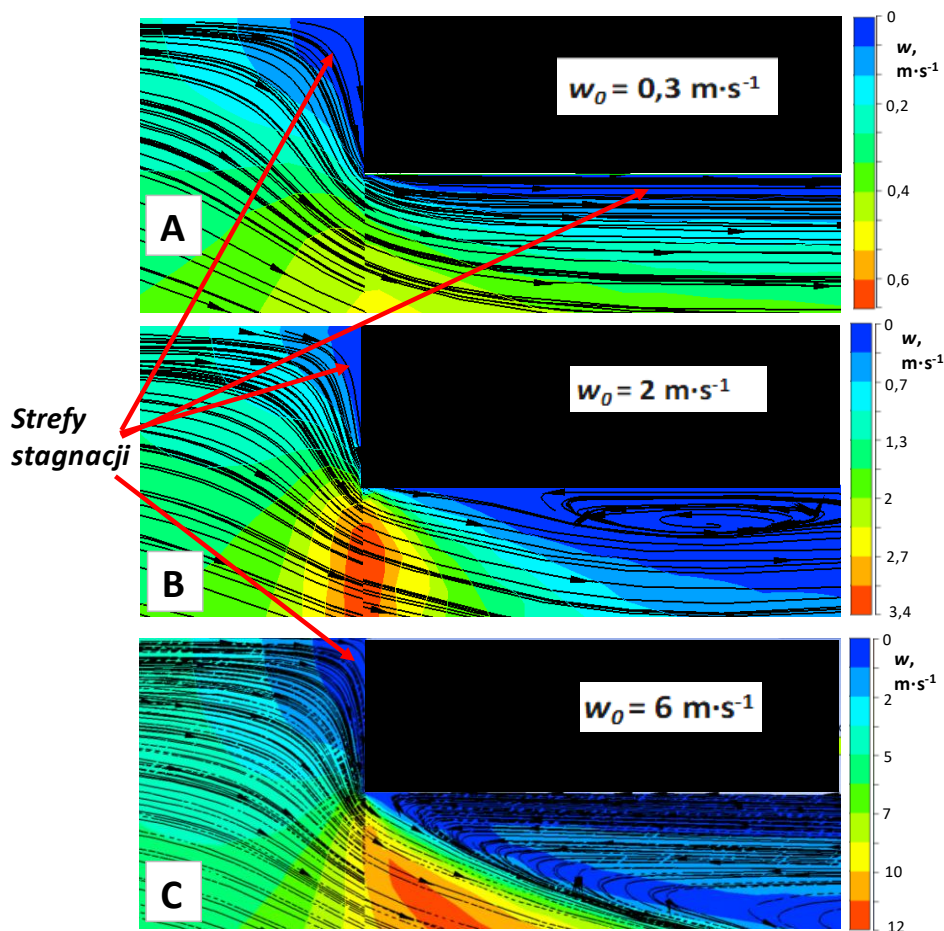 w₀ = 0,3 m·s⁻¹
A
0
w,
m·s⁻¹
0,2
0,4
0,6
w₀ = 2 m·s⁻¹
B
0
w,
m·s⁻¹
0,7
1,3
2
2,7
3,4
Strefy
stagnacji
w₀ = 6 m·s⁻¹
C
0
w,
m·s⁻¹
2
5
7
10
12